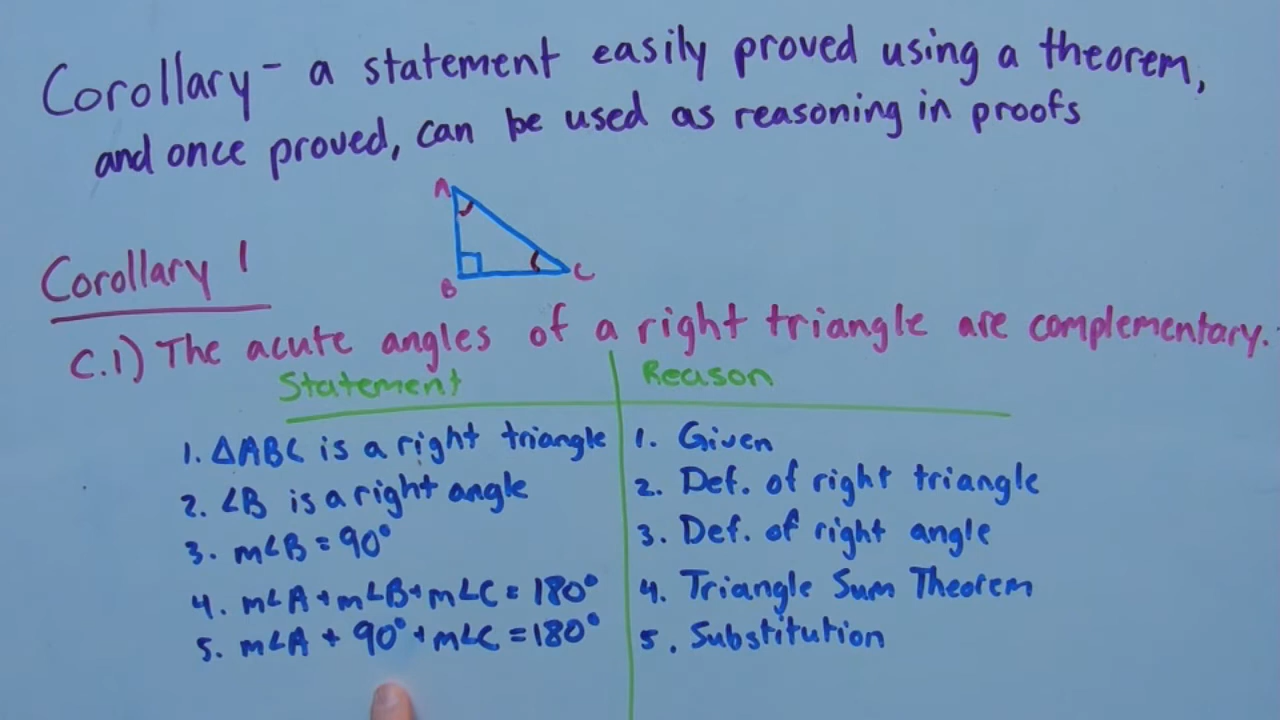 Corollary - a statement easily proved using a theorem,
and once proved, can be used as reasoning in proofs
A
B
C
Corollary 1
C.1) The acute angles of a right triangle are complementary.
Statement
Reason
1. ΔABC is a right triangle
1. Given
2. ∠B is a right angle
2. Def. of right triangle
3. m∠B = 90°
3. Def. of right angle
4. m∠A + m∠B + m∠C = 180°
4. Triangle Sum Theorem
5. m∠A + 90° + m∠C = 180°
5. Substitution